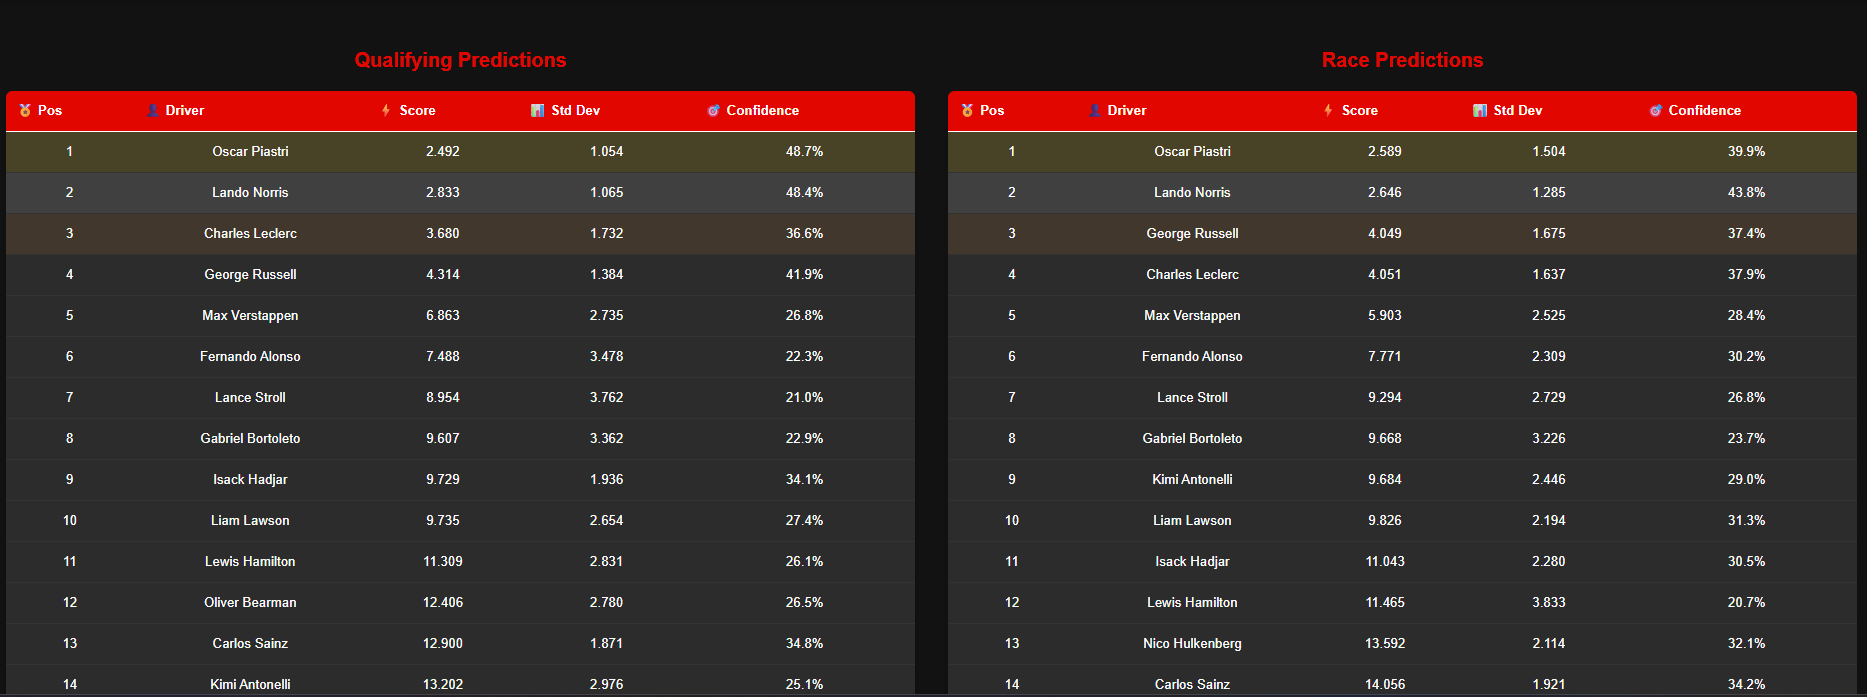 Qualifying Predictions
Pos Driver Score Std Dev Confidence
1 Oscar Piastri 2.492 1.054 48.7%
2 Lando Norris 2.833 1.065 48.4%
3 Charles Leclerc 3.680 1.732 36.6%
4 George Russell 4.314 1.384 41.9%
5 Max Verstappen 6.863 2.735 26.8%
6 Fernando Alonso 7.488 3.478 22.3%
7 Lance Stroll 8.954 3.762 21.0%
8 Gabriel Bortoleto 9.607 3.362 22.9%
9 Isack Hadjar 9.729 1.936 34.1%
10 Liam Lawson 9.735 2.654 27.4%
11 Lewis Hamilton 11.309 2.831 26.1%
12 Oliver Bearman 12.406 2.780 26.5%
13 Carlos Sainz 12.900 1.871 34.8%
14 Kimi Antonelli 13.202 2.976 25.1%
Race Predictions
Pos Driver Score Std Dev Confidence
1 Oscar Piastri 2.589 1.504 39.9%
2 Lando Norris 2.646 1.285 43.8%
3 George Russell 4.049 1.675 37.4%
4 Charles Leclerc 4.051 1.637 37.9%
5 Max Verstappen 5.903 2.525 28.4%
6 Fernando Alonso 7.771 2.309 30.2%
7 Lance Stroll 9.294 2.729 26.8%
8 Gabriel Bortoleto 9.668 3.226 23.7%
9 Kimi Antonelli 9.684 2.446 29.0%
10 Liam Lawson 9.826 2.194 31.3%
11 Isack Hadjar 11.043 2.280 30.5%
12 Lewis Hamilton 11.465 3.833 20.7%
13 Nico Hulkenberg 13.592 2.114 32.1%
14 Carlos Sainz 14.056 1.921 34.2%